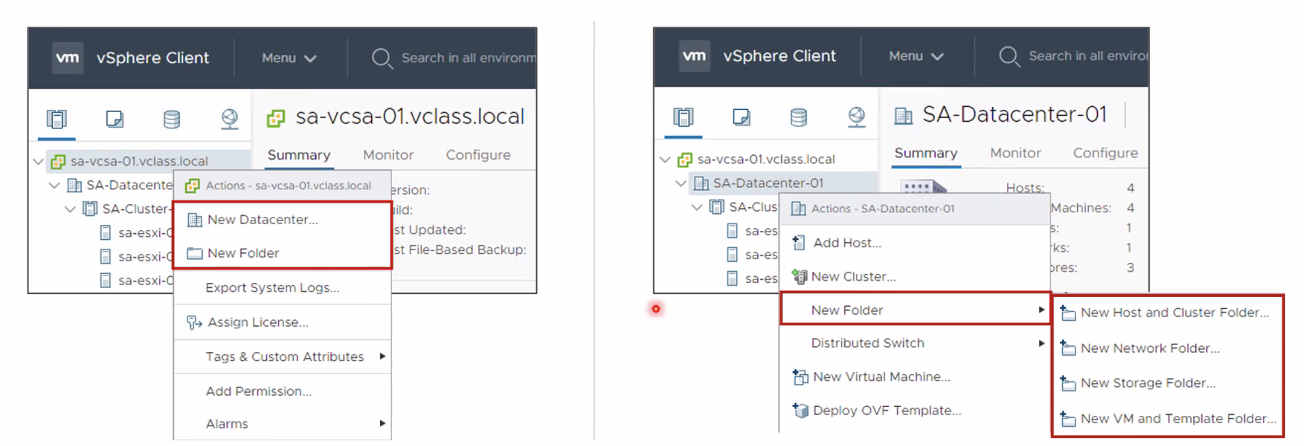 vm vSphere Client Menu Search in all environm
sa-vcsa-01.vclass.local
Summary Monitor Configure
sa-vcsa-01.vclass.local
SA-Datacente
SA-Cluster-
sa-esxi-0
sa-esxi-0
sa-esxi-0
ersion:
uild:
st Updated:
st File-Based Backup:
Actions - sa-vcsa-01.vclass.local
New Datacenter...
New Folder
Export System Logs...
Assign License...
Tags & Custom Attributes
Add Permission...
Alarms
vm vSphere Client Menu Search in all enviro
SA-Datacenter-01
Summary Monitor Configure
sa-vcsa-01.vclass.local
SA-Datacenter-01
SA-Clus
sa-es
sa-es
sa-es
Hosts: 4
Machines: 4
s: 1
rks: 1
ores: 3
Actions - SA-Datacenter-01
Add Host...
New Cluster...
New Folder
Distributed Switch
New Virtual Machine...
Deploy OVF Template...
New Host and Cluster Folder...
New Network Folder...
New Storage Folder...
New VM and Template Folder...